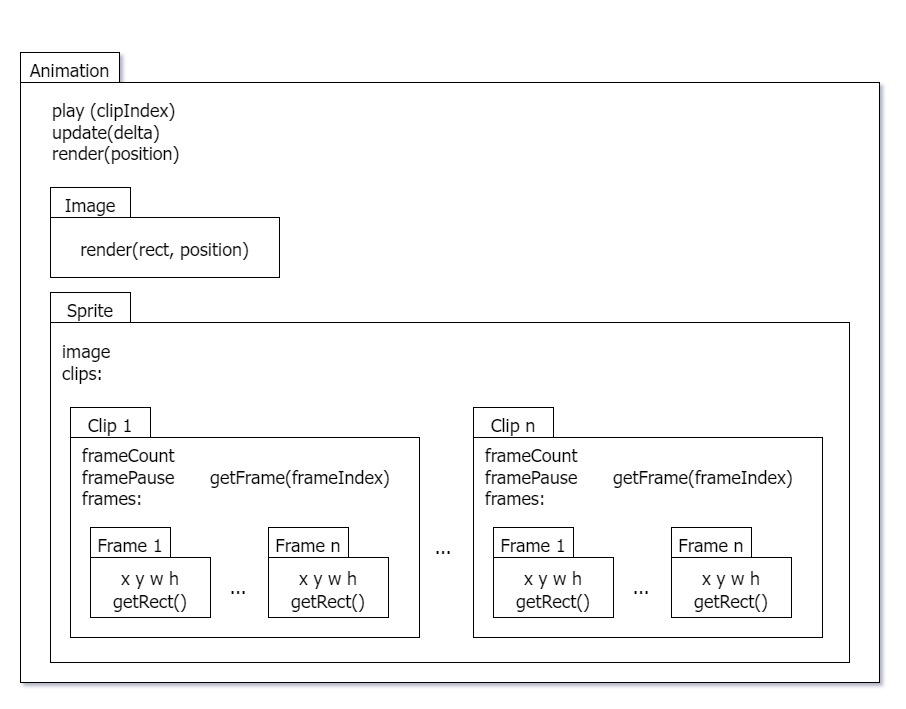 Animation
play (clipIndex)
update(delta)
render(position)
Image
render(rect, position)
Sprite
image
clips:
Clip 1
frameCount
framePause getFrame(frameIndex)
frames:
Frame 1
x y w h
getRect()
...
Frame n
x y w h
getRect()
...
Clip n
frameCount
framePause getFrame(frameIndex)
frames:
Frame 1
x y w h
getRect()
...
Frame n
x y w h
getRect()